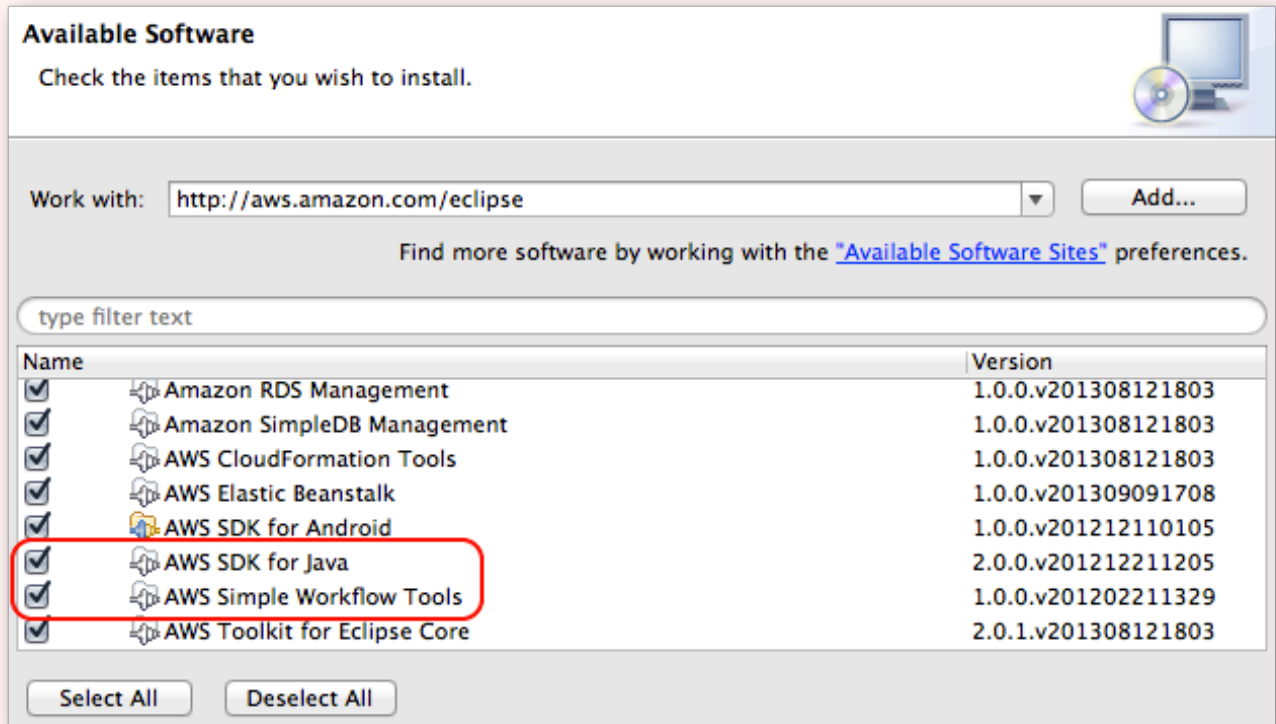 Available Software
Check the items that you wish to install.
Work with: http://aws.amazon.com/eclipse Add...
Find more software by working with the "Available Software Sites" preferences.
type filter text
Name Version
Amazon RDS Management 1.0.0.v201308121803
Amazon SimpleDB Management 1.0.0.v201308121803
AWS CloudFormation Tools 1.0.0.v201308121803
AWS Elastic Beanstalk 1.0.0.v201309091708
AWS SDK for Android 1.0.0.v201212110105
AWS SDK for Java 2.0.0.v201212211205
AWS Simple Workflow Tools 1.0.0.v201202211329
AWS Toolkit for Eclipse Core 2.0.1.v201308121803
Select All Deselect All